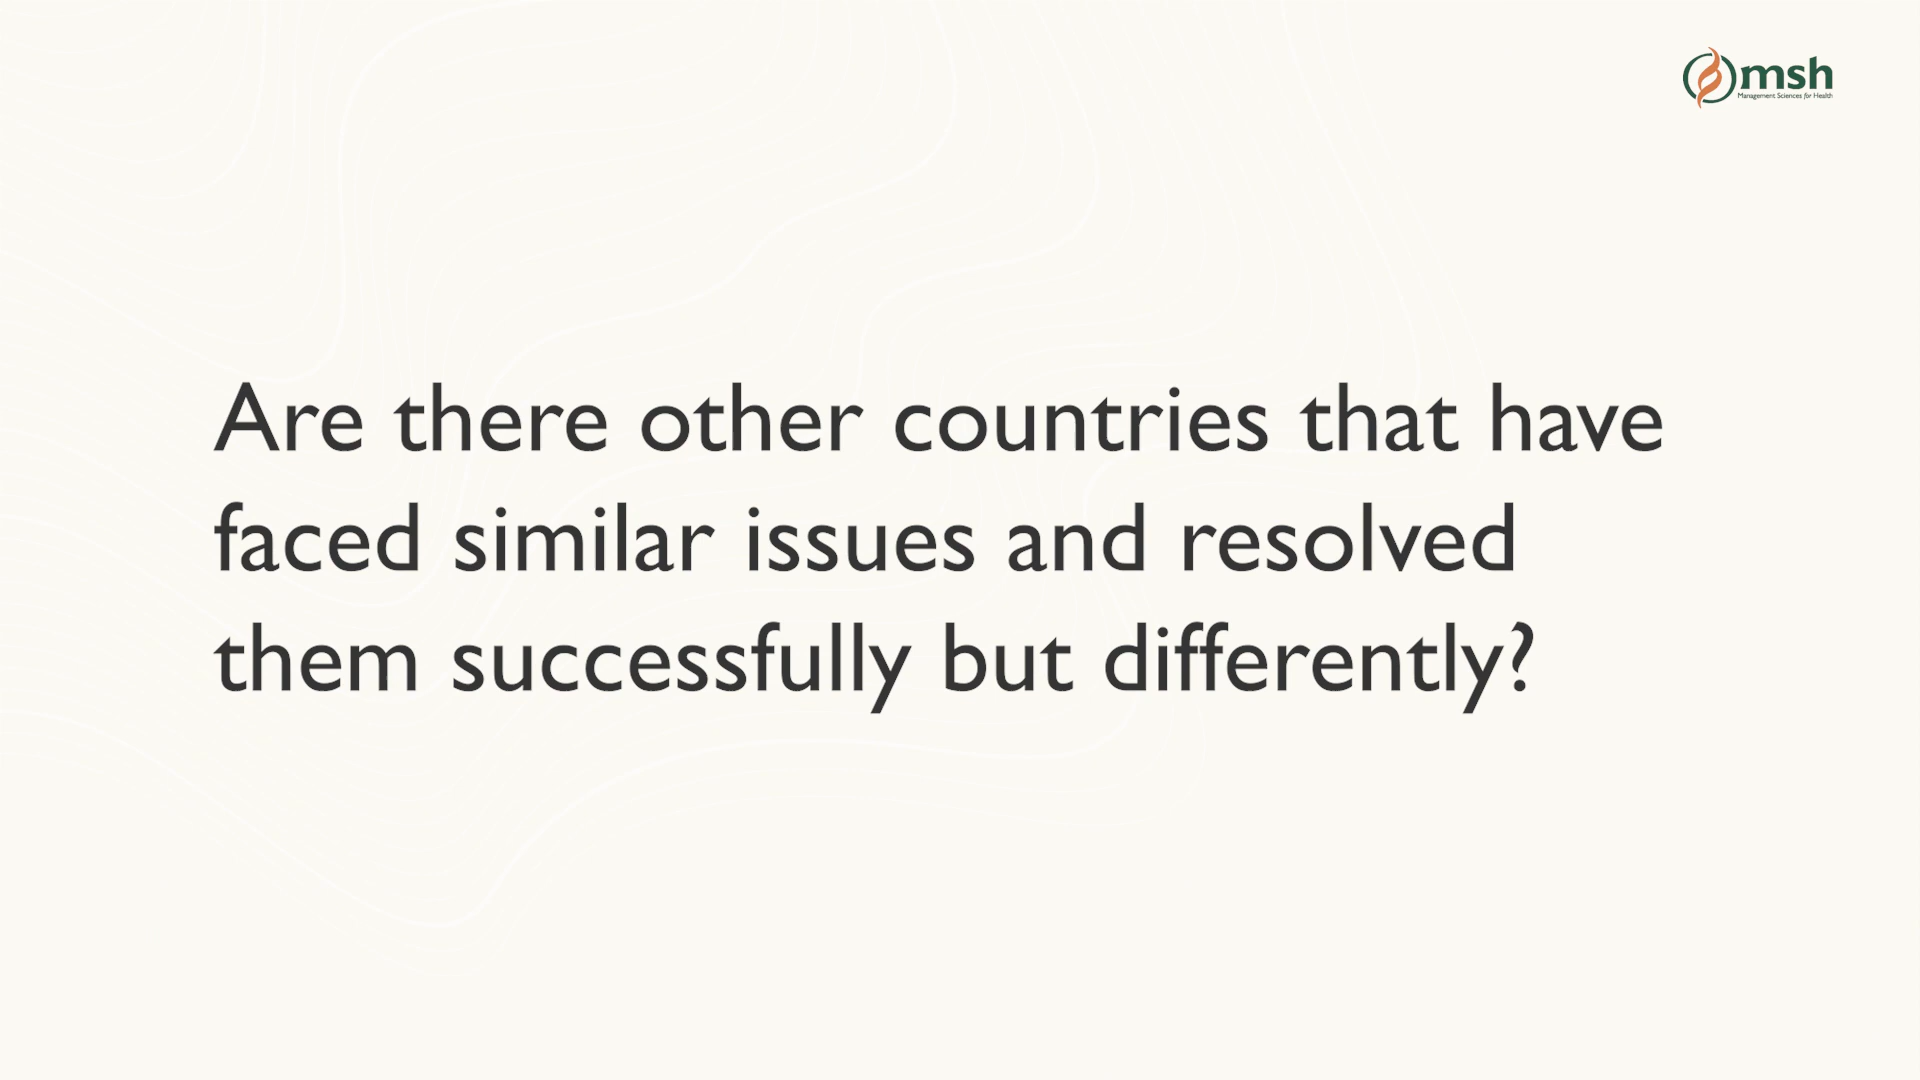 msh
Management Sciences for Health
Are there other countries that have
faced similar issues and resolved
them successfully but differently?